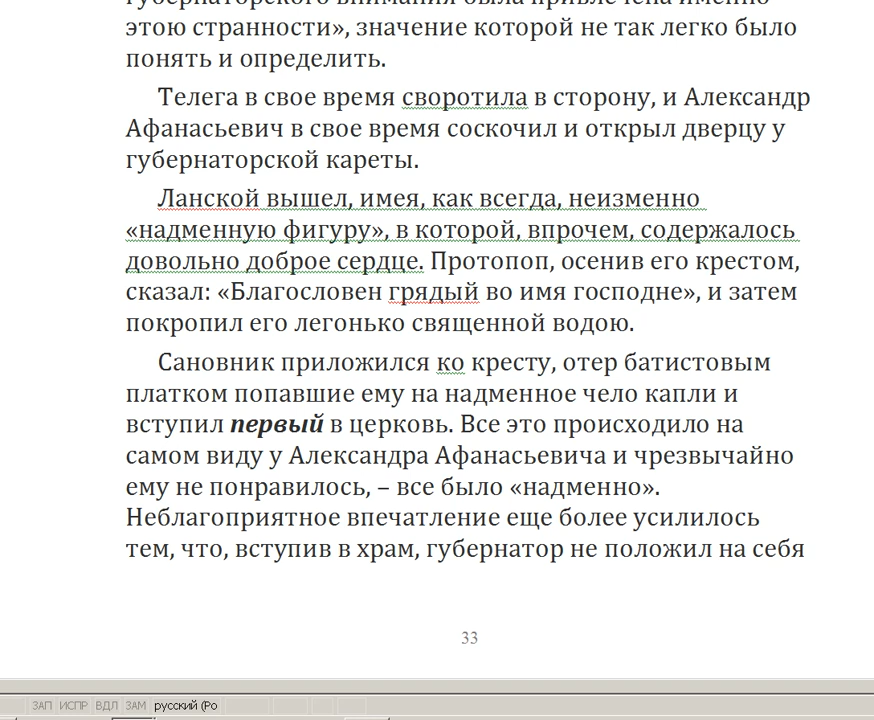 губернаторского внимания была привлечена именно
этою странности», значение которой не так легко было
понять и определить.
Телега в свое время своротила в сторону, и Александр
Афанасьевич в свое время соскочил и открыл дверцу у
губернаторской кареты.
Ланской вышел, имея, как всегда, неизменно
«надменную фигуру», в которой, впрочем, содержалось
довольно доброе сердце. Протопоп, осенив его крестом,
сказал: «Благословен грядый во имя господне», и затем
покропил его легонько священной водою.
Сановник приложился ко кресту, отер батистовым
платком попавшие ему на надменное чело капли и
вступил первый в церковь. Все это происходило на
самом виду у Александра Афанасьевича и чрезвычайно
ему не понравилось, – все было «надменно».
Неблагоприятное впечатление еще более усилилось
тем, что, вступив в храм, губернатор не положил на себя
33
ЗАП ИСПР ВДЛ ЗАМ русский (Ро